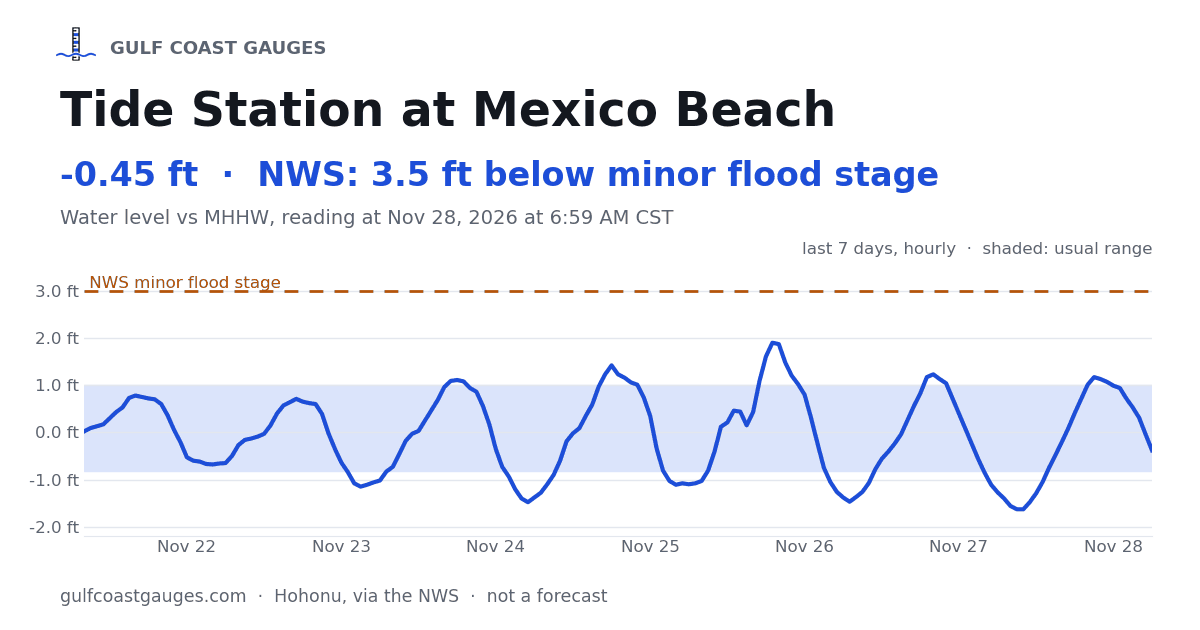 GULF COAST GAUGES
Tide Station at Mexico Beach
-0.45 ft · NWS: 3.5 ft below minor flood stage
Water level vs MHHW, reading at Nov 28, 2026 at 6:59 AM CST
last 7 days, hourly · shaded: usual range
NWS minor flood stage
3.0 ft
2.0 ft
1.0 ft
0.0 ft
-1.0 ft
-2.0 ft
Nov 22 Nov 23 Nov 24 Nov 25 Nov 26 Nov 27 Nov 28
gulfcoastgauges.com · Hohonu, via the NWS · not a forecast